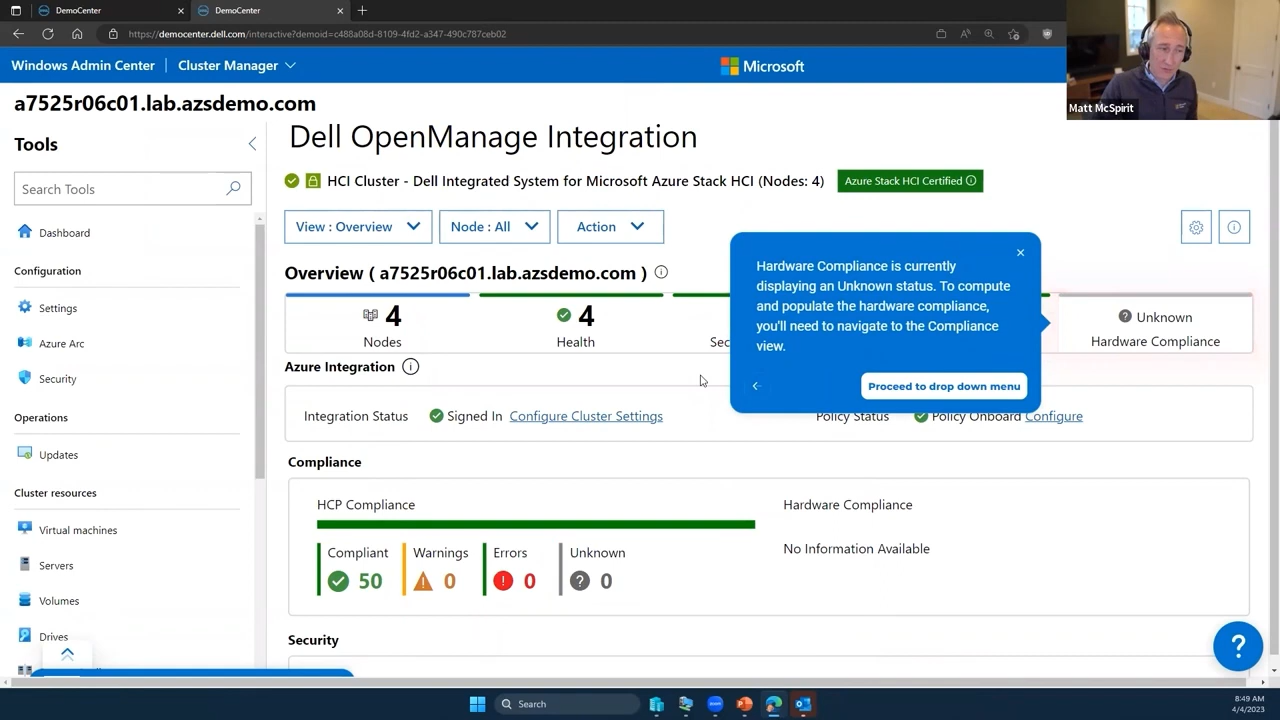 DemoCenter
DemoCenter
https://democenter.dell.com/interactive?demoid=c488a08d-8109-4fd2-a347-490c787ceb02
Windows Admin Center
Cluster Manager
Microsoft
Matt McSpirit
a7525r06c01.lab.azsdemo.com
Tools
Search Tools
Dashboard
Configuration
Settings
Azure Arc
Security
Operations
Updates
Cluster resources
Virtual machines
Servers
Volumes
Drives
Dell OpenManage Integration
HCI Cluster - Dell Integrated System for Microsoft Azure Stack HCI (Nodes: 4)
Azure Stack HCI Certified
View : Overview
Node : All
Action
Overview ( a7525r06c01.lab.azsdemo.com )
4
Nodes
4
Health
Sec
Unknown
Hardware Compliance
Hardware Compliance is currently
displaying an Unknown status. To compute
and populate the hardware compliance,
you'll need to navigate to the Compliance
view.
Proceed to drop down menu
Azure Integration
Integration Status
Signed In
Configure Cluster Settings
Policy Status
Policy Onboard
Configure
Compliance
HCP Compliance
Compliant
50
Warnings
0
Errors
0
Unknown
0
Hardware Compliance
No Information Available
Security
?
Search
8:49 AM
4/4/2023